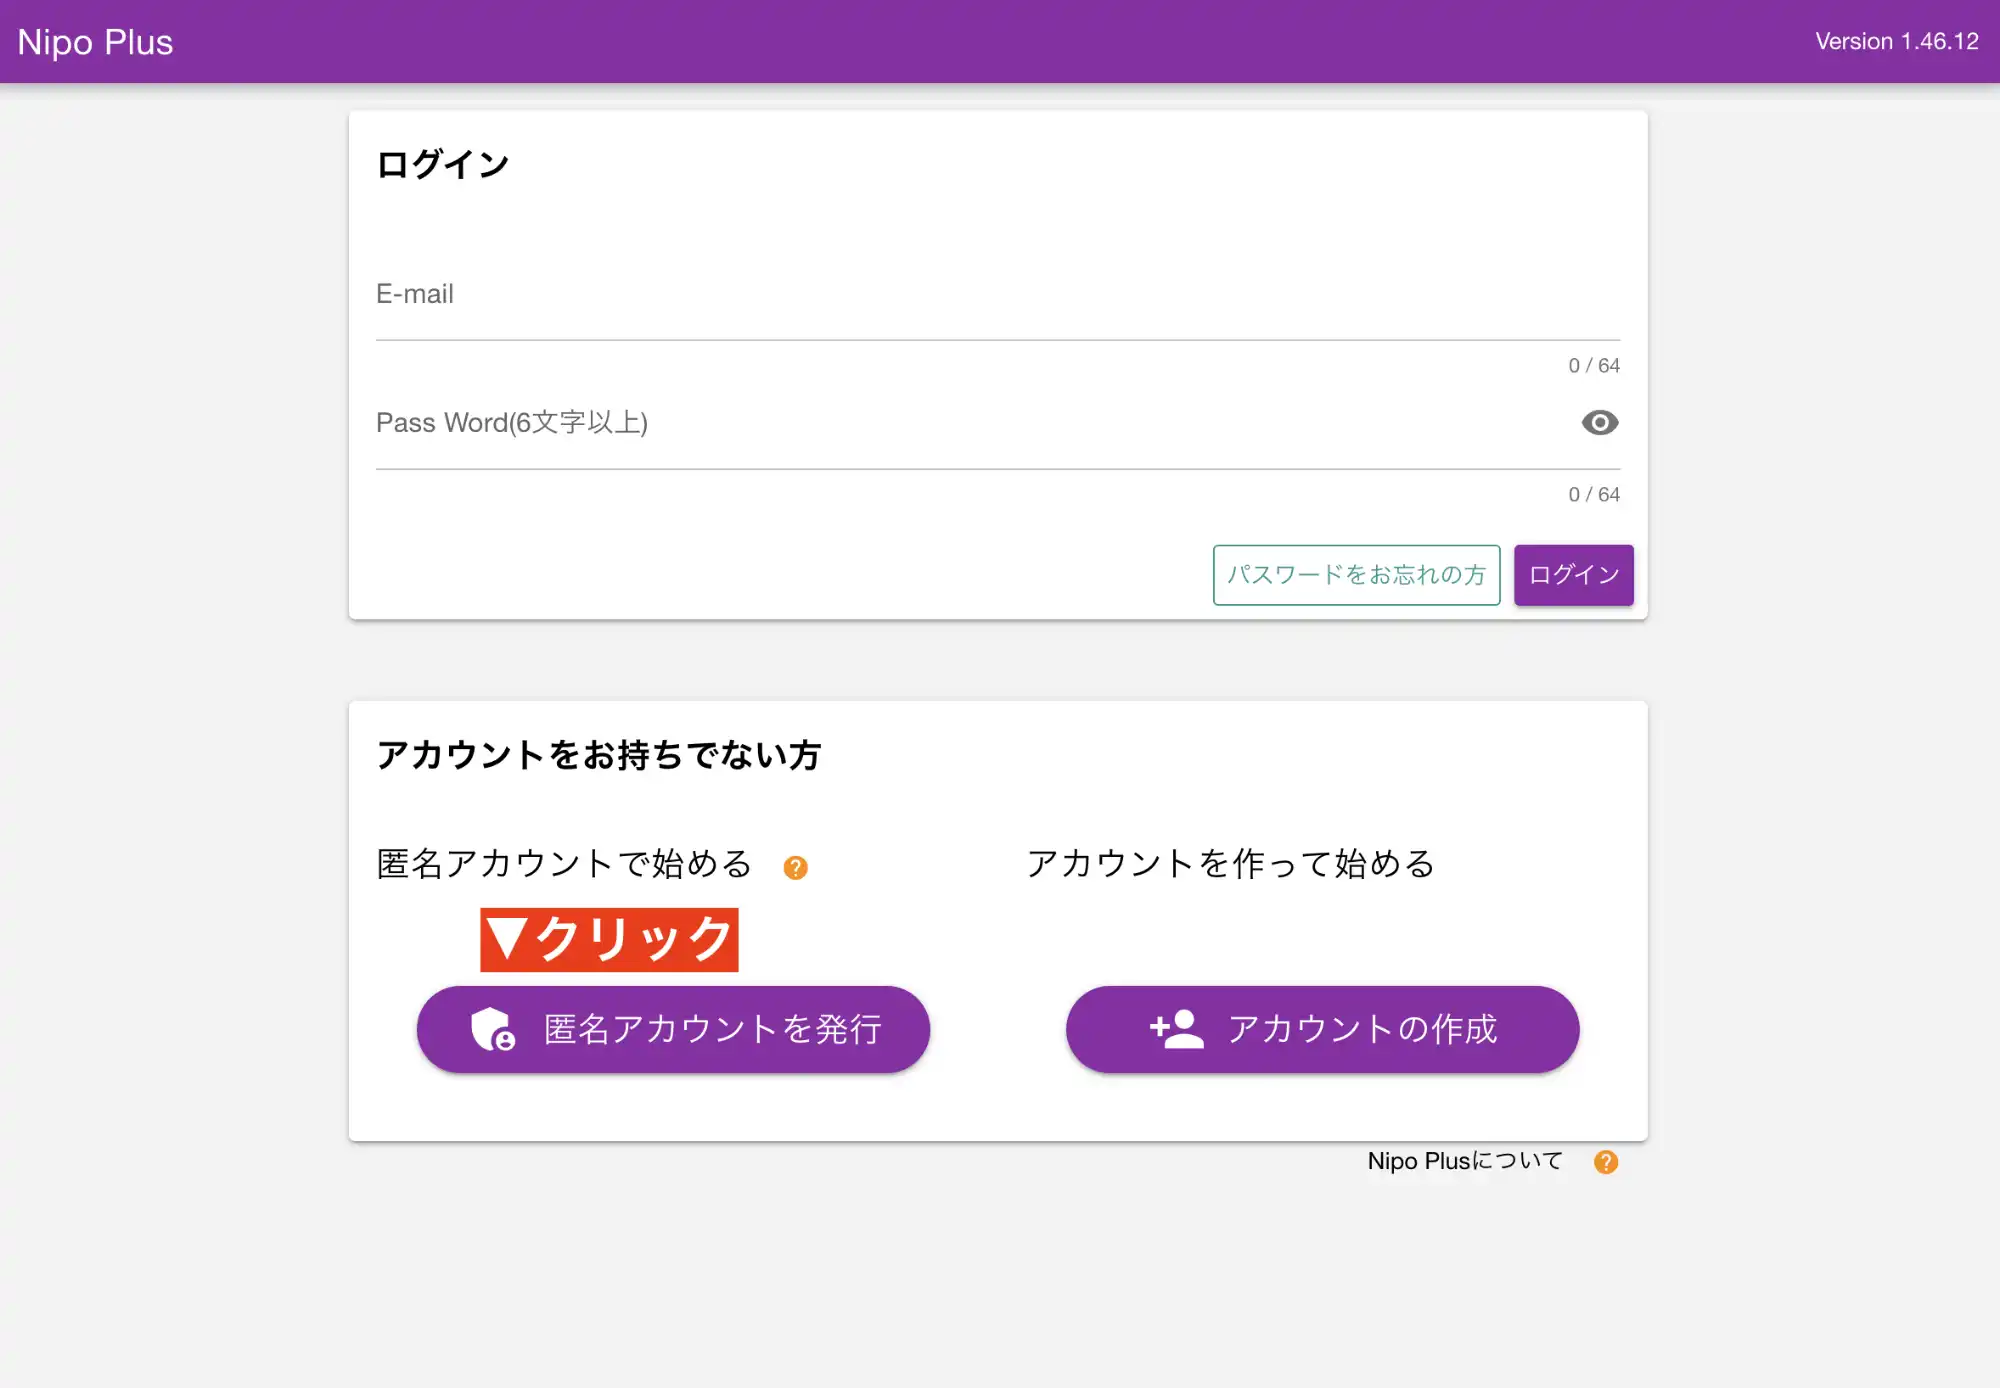 Nipo Plus
Version 1.46.12
ログイン
E-mail
0 / 64
Pass Word(6文字以上)
0 / 64
パスワードをお忘れの方
ログイン
アカウントをお持ちでない方
匿名アカウントで始める ?
アカウントを作って始める
▼クリック
匿名アカウントを発行
アカウントの作成
Nipo Plusについて ?